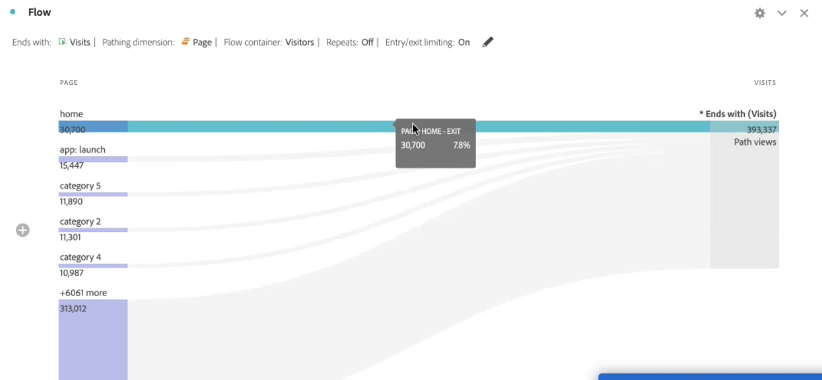 Flow
Ends with: Visits | Pathing dimension: Page | Flow container: Visitors | Repeats: Off | Entry/exit limiting: On
PAGE
VISITS
home
30,700
* Ends with (Visits)
393,337
Path views
HOME - EXIT
30,700 7.8%
app: launch
15,447
category 5
11,890
category 2
11,301
category 4
10,987
+6061 more
313,012